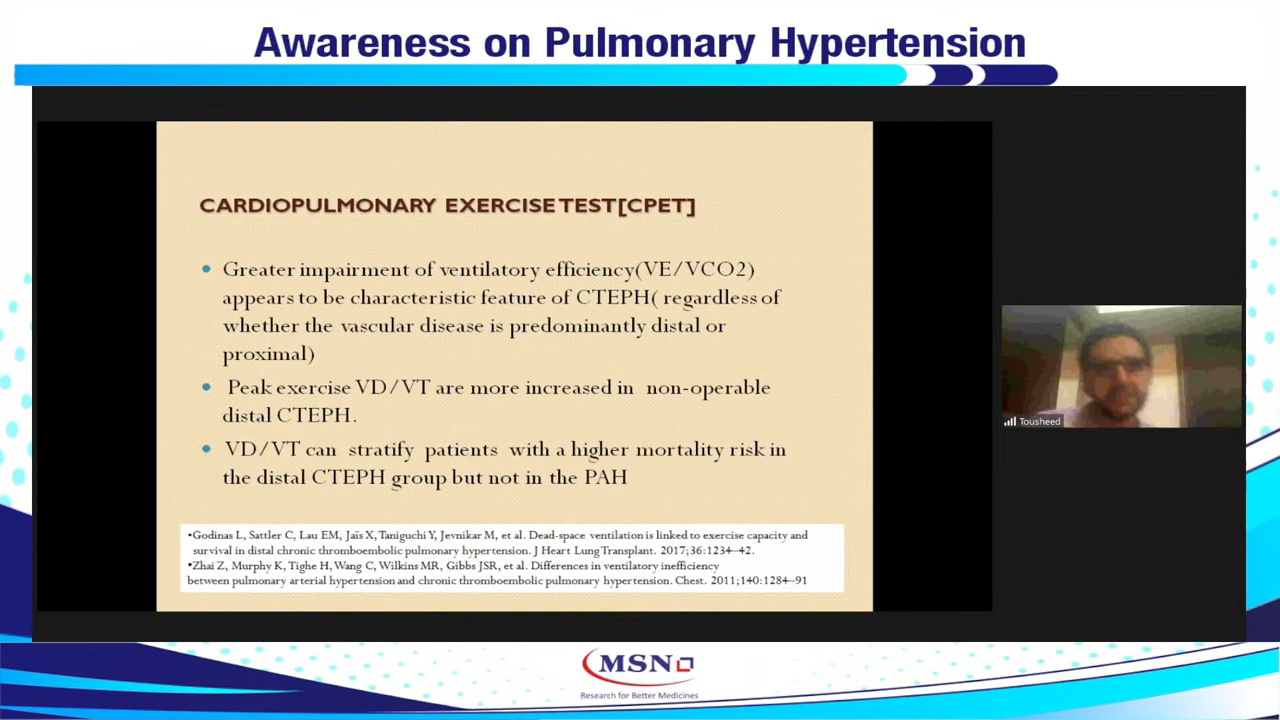 Awareness on Pulmonary Hypertension
CARDIOPULMONARY EXERCISE TEST[CPET]
• Greater impairment of ventilatory efficiency(VE/VCO2)
appears to be characteristic feature of CTEPH( regardless of
whether the vascular disease is predominantly distal or
proximal)
• Peak exercise VD/VT are more increased in non-operable
distal CTEPH.
• VD/VT can stratify patients with a higher mortality risk in
the distal CTEPH group but not in the PAH
•Godinas L, Sattler C, Lau EM, Jaïs X, Taniguchi Y, Jevnikar M, et al. Dead-space ventilation is linked to exercise capacity and
survival in distal chronic thromboembolic pulmonary hypertension. J Heart Lung Transplant. 2017;36:1234–42.
•Zhai Z, Murphy K, Tighe H, Wang C, Wilkins MR, Gibbs JSR, et al. Differences in ventilatory inefficiency
between pulmonary arterial hypertension and chronic thromboembolic pulmonary hypertension. Chest. 2011;140:1284–91
Tousheed
MSN
Research for Better Medicines